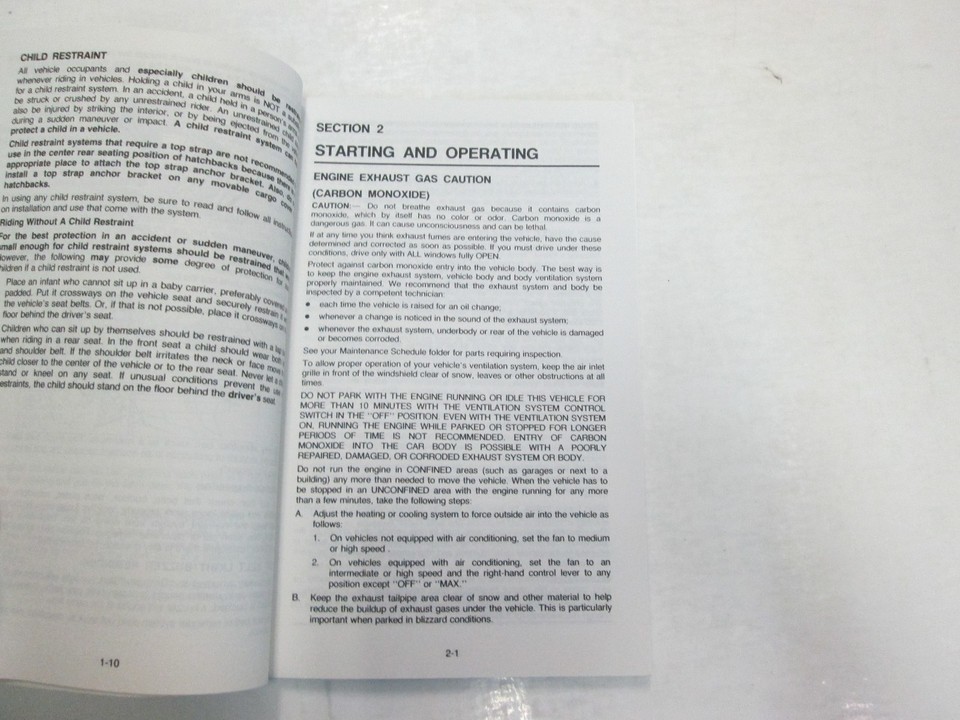 CHILD RESTRAINT
All vehicle occupants and especially children should be
whenever riding in vehicles. Holding a child in your arms is NOT a
for a child restraint system. In an accident, a child held in a person's
be struck or crushed by any unrestrained rider. An unrestrained
also be injured by striking the interior, or by being ejected from the
during a sudden maneuver or impact. A child restraint system can
protect a child in a vehicle.
Child restraint systems that require a top strap are not recommended
use in the center rear seating position of hatchbacks because there
appropriate place to attach the top strap anchor bracket. Also, do
install a top strap anchor bracket on any movable cargo
hatchbacks.
In using any child restraint system, be sure to read and follow all
on installation and use that come with the system.
Riding Without A Child Restraint
For the best protection in an accident or sudden maneuver,
small enough for child restraint systems should be restrained
However, the following may provide some degree of protection for
children if a child restraint is not used.
Place an infant who cannot sit up in a baby carrier, preferably
padded. Put it crossways on the vehicle seat and securely restrain
the vehicle's seat belts. Or, if that is not possible, place it crossways
floor behind the driver's seat.
Children who can sit up by themselves should be restrained with a
when riding in a rear seat. In the front seat a child should wear both
and shoulder belt. If the shoulder belt irritates the neck or face move
child closer to the center of the vehicle or to the rear seat. Never let a
stand or kneel on any seat. If unusual conditions prevent the use
restraints, the child should stand on the floor behind the driver's seat
1-10
SECTION 2
STARTING AND OPERATING
ENGINE EXHAUST GAS CAUTION
(CARBON MONOXIDE)
CAUTION:— Do not breathe exhaust gas because it contains carbon
monoxide, which by itself has no color or odor. Carbon monoxide is a
dangerous gas. It can cause unconsciousness and can be lethal.
If at any time you think exhaust fumes are entering the vehicle, have the cause
determined and corrected as soon as possible. If you must drive under these
conditions, drive only with ALL windows fully OPEN.
Protect against carbon monoxide entry into the vehicle body. The best way is
to keep the engine exhaust system, vehicle body and body ventilation system
properly maintained. We recommend that the exhaust system and body be
inspected by a competent technician:
• each time the vehicle is raised for an oil change;
• whenever a change is noticed in the sound of the exhaust system;
• whenever the exhaust system, underbody or rear of the vehicle is damaged
or becomes corroded.
See your Maintenance Schedule folder for parts requiring inspection.
To allow proper operation of your vehicle's ventilation system, keep the air inlet
grille in front of the windshield clear of snow, leaves or other obstructions at all
times.
DO NOT PARK WITH THE ENGINE RUNNING OR IDLE THIS VEHICLE FOR
MORE THAN 10 MINUTES WITH THE VENTILATION SYSTEM CONTROL
SWITCH IN THE "OFF" POSITION. EVEN WITH THE VENTILATION SYSTEM
ON, RUNNING THE ENGINE WHILE PARKED OR STOPPED FOR LONGER
PERIODS OF TIME IS NOT RECOMMENDED. ENTRY OF CARBON
MONOXIDE INTO THE CAR BODY IS POSSIBLE WITH A POORLY
REPAIRED, DAMAGED, OR CORRODED EXHAUST SYSTEM OR BODY.
Do not run the engine in CONFINED areas (such as garages or next to a
building) any more than needed to move the vehicle. When the vehicle has to
be stopped in an UNCONFINED area with the engine running for any more
than a few minutes, take the following steps:
A. Adjust the heating or cooling system to force outside air into the vehicle as
follows:
1. On vehicles not equipped with air conditioning, set the fan to medium
or high speed .
2. On vehicles equipped with air conditioning, set the fan to an
intermediate or high speed and the right-hand control lever to any
position except "OFF" or "MAX."
B. Keep the exhaust tailpipe area clear of snow and other material to help
reduce the buildup of exhaust gases under the vehicle. This is particularly
important when parked in blizzard conditions.
2-1